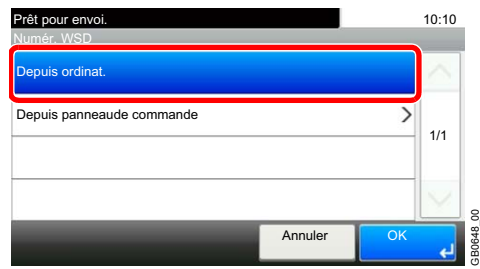 Prêt pour envoi. 10:10
Numér. WSD
Depuis ordinat.
Depuis panneaude commande
1/1
Annuler OK
GB0648_00